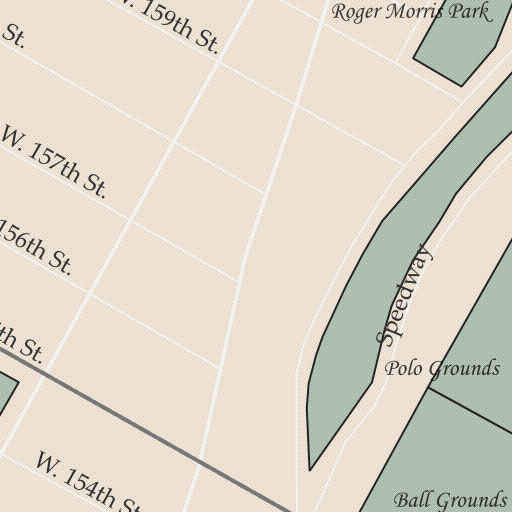 W. 159th St.
Roger Morris Park
St.
W. 157th St.
156th St.
Speedway
th St.
Polo Grounds
W. 154th St.
Ball Grounds